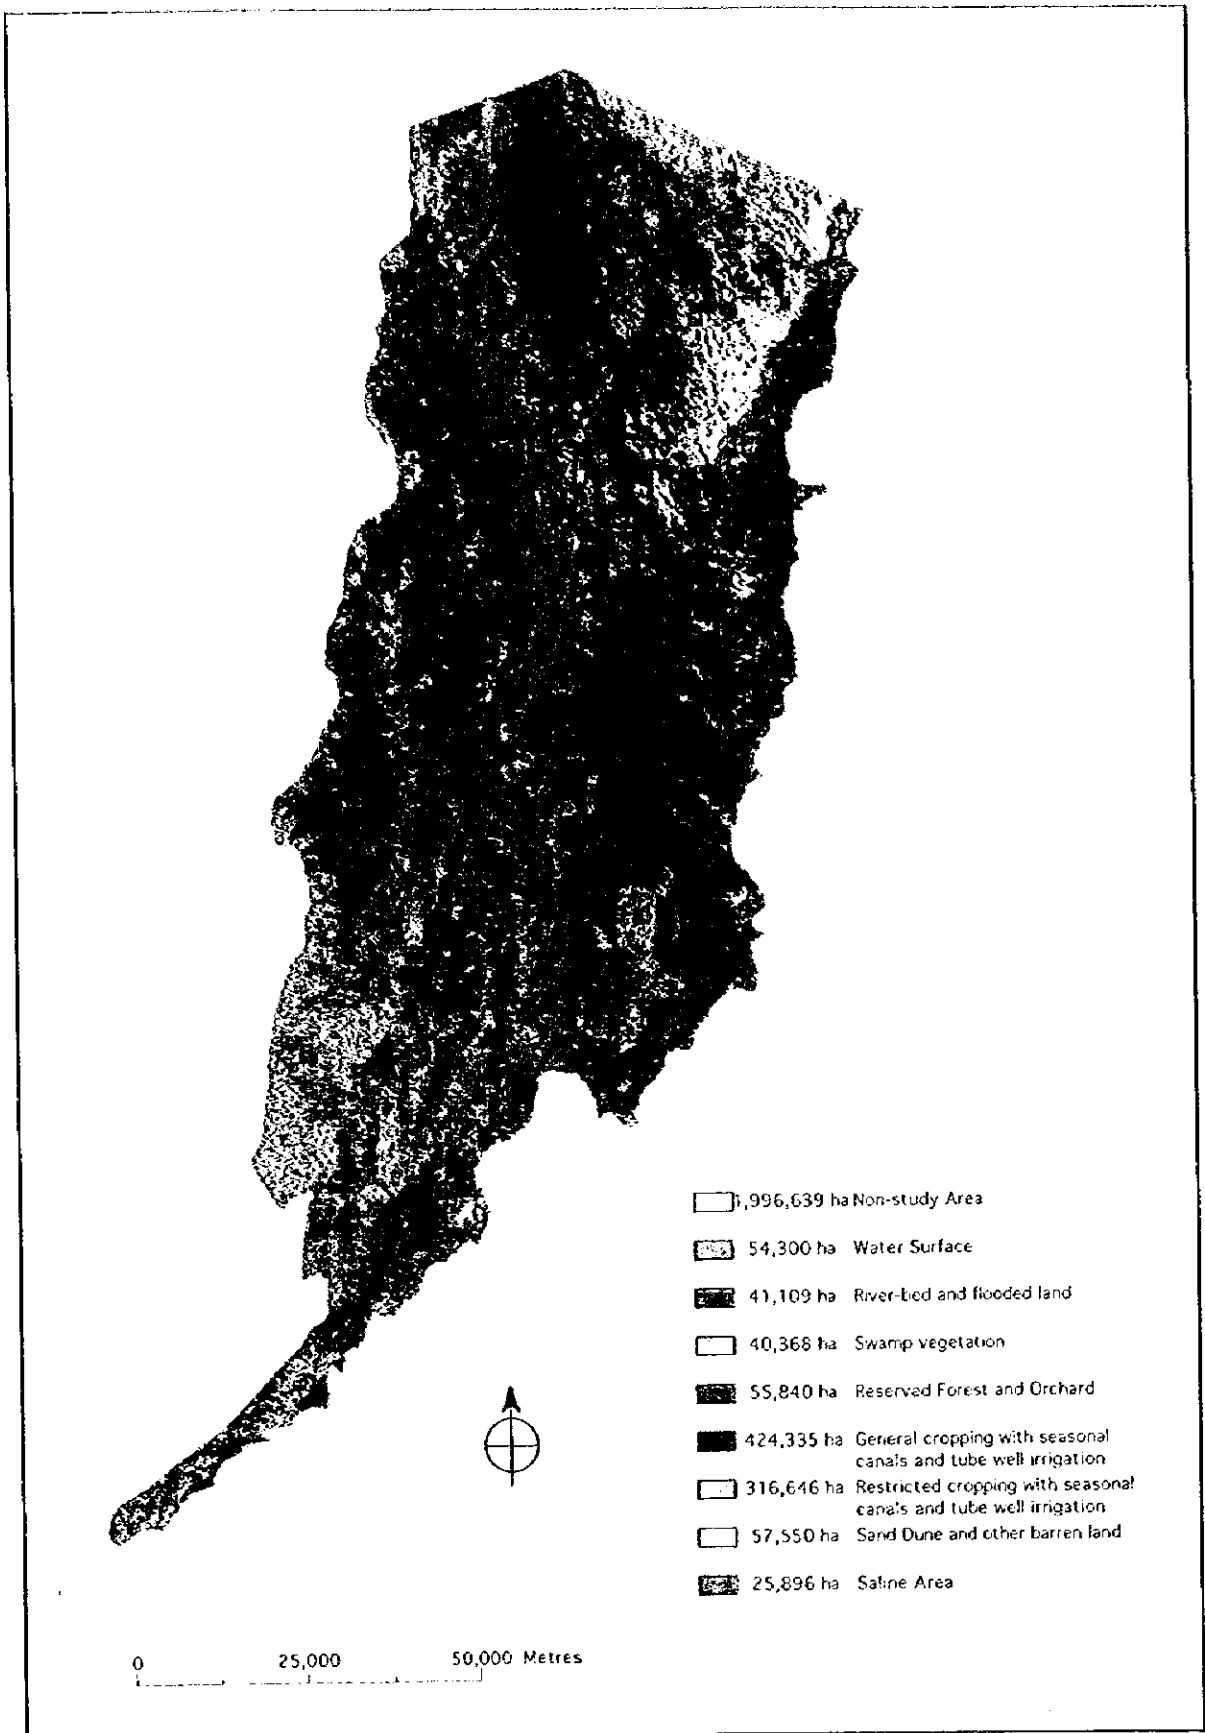 ,996,639 ha Non-study Area
54,300 ha Water Surface
41,109 ha River-bed and flooded land
40,368 ha Swamp vegetation
55,840 ha Reserved Forest and Orchard
424,335 ha General cropping with seasonal
canals and tube well irrigation
316,646 ha Restricted cropping with seasonal
canals and tube well irrigation
57,550 ha Sand Dune and other barren land
25,896 ha Saline Area
0 25,000 50,000 Metres